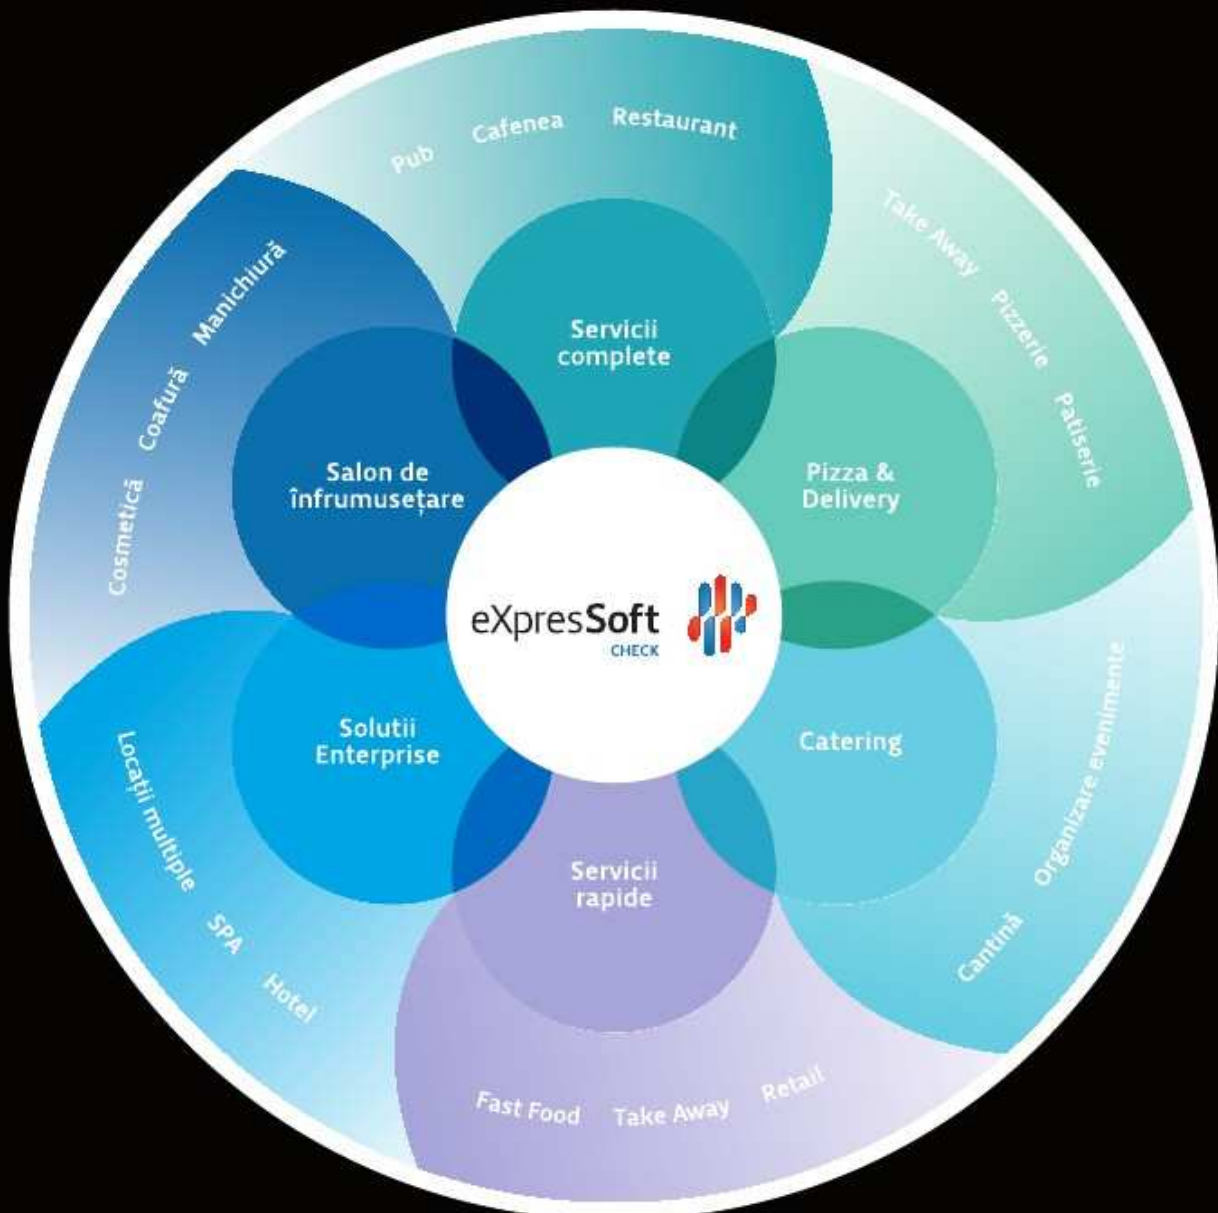 Pub Cafenea Restaurant
Servicii
complete
Take Away Pizzerie Patiserie
Pizza &
Delivery
Organizare evenimente
Cantină
Catering
Servicii
rapide
Fast Food Take Away Retail
Solutii
Enterprise
Locații multiple SPA Hotel
Salon de
înfrumusețare
Cosmetică Coafură Manichiură
eXpresSoft
CHECK